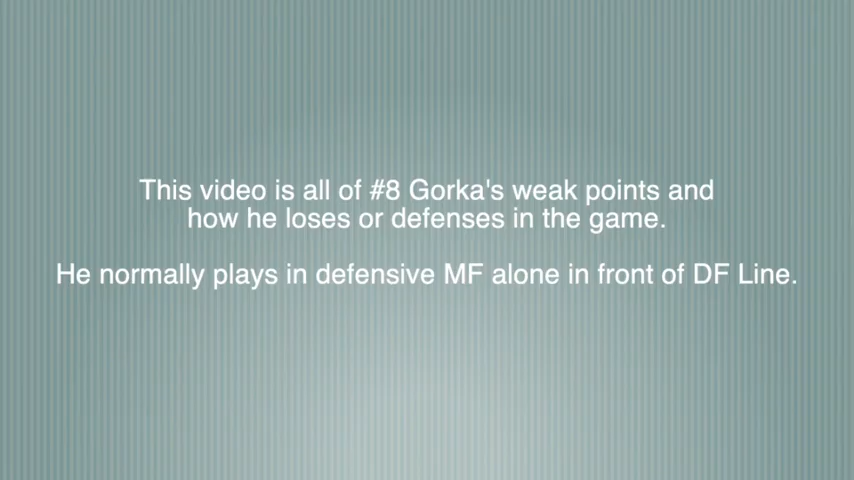 This video is all of #8 Gorka's weak points and
how he loses or defenses in the game.
He normally plays in defensive MF alone in front of DF Line.